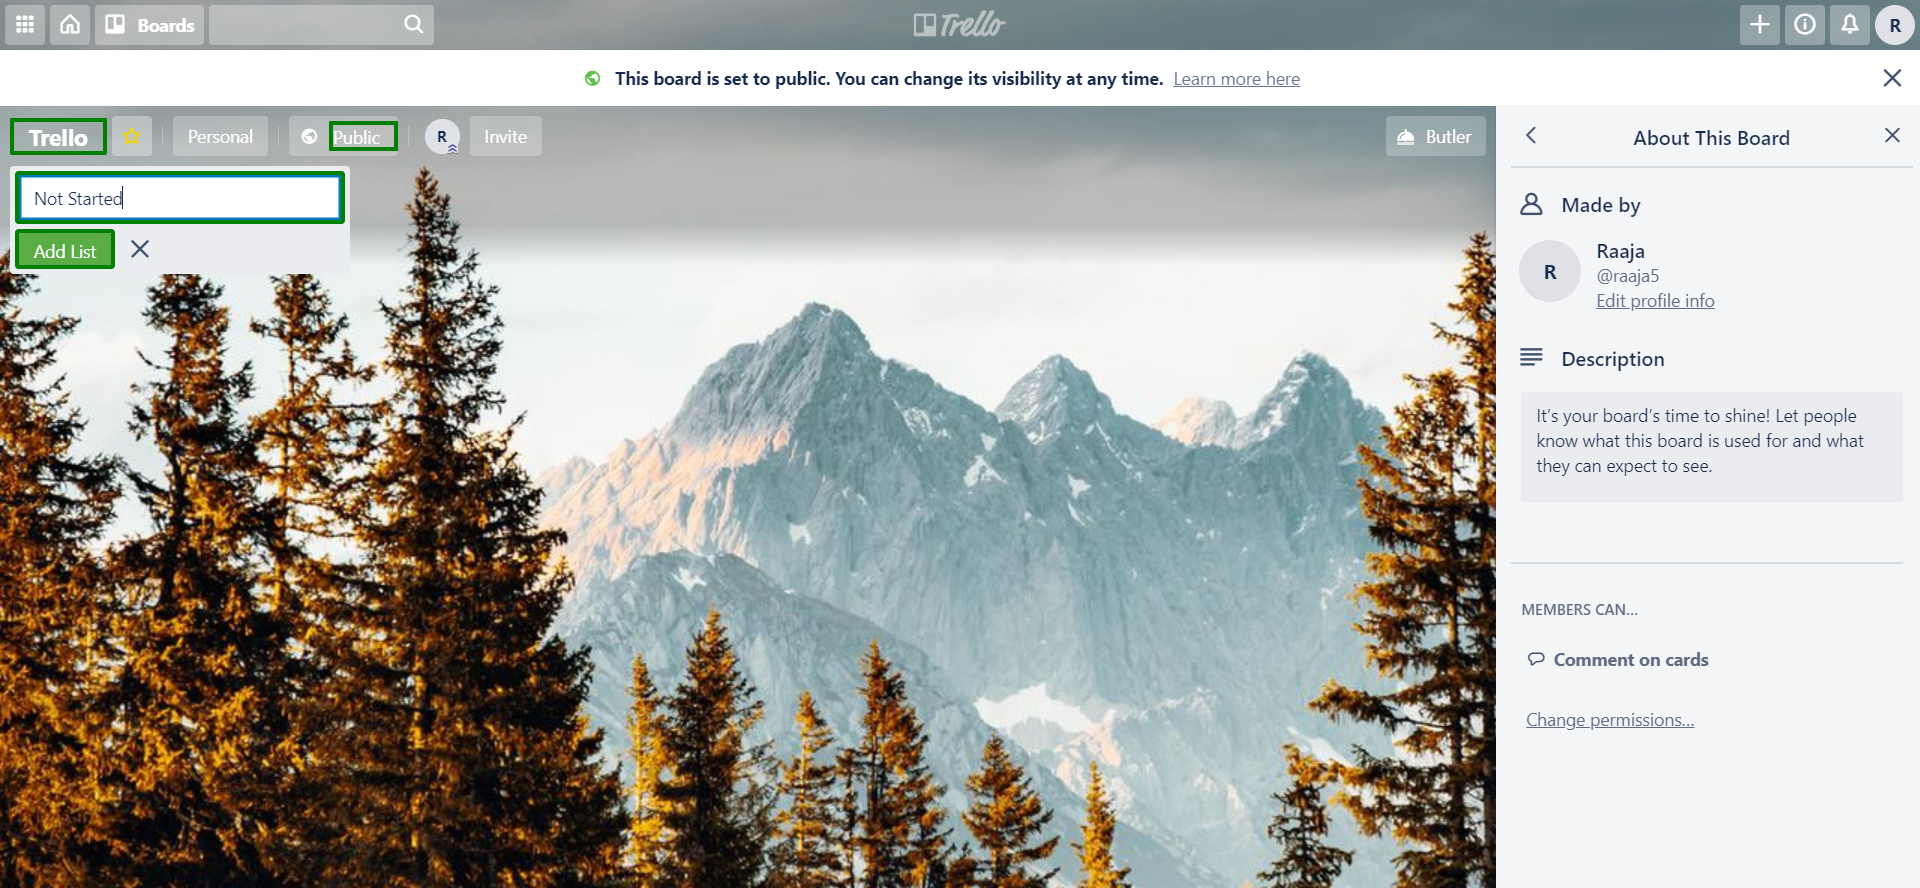 Boards
Trello
R
This board is set to public. You can change its visibility at any time. Learn more here
Trello
Personal
Public
R
Invite
Butler
Not Started
Add List
About This Board
Made by
R
Raaja
@raaja5
Edit profile info
Description
It's your board's time to shine! Let people
know what this board is used for and what
they can expect to see.
MEMBERS CAN...
Comment on cards
Change permissions...